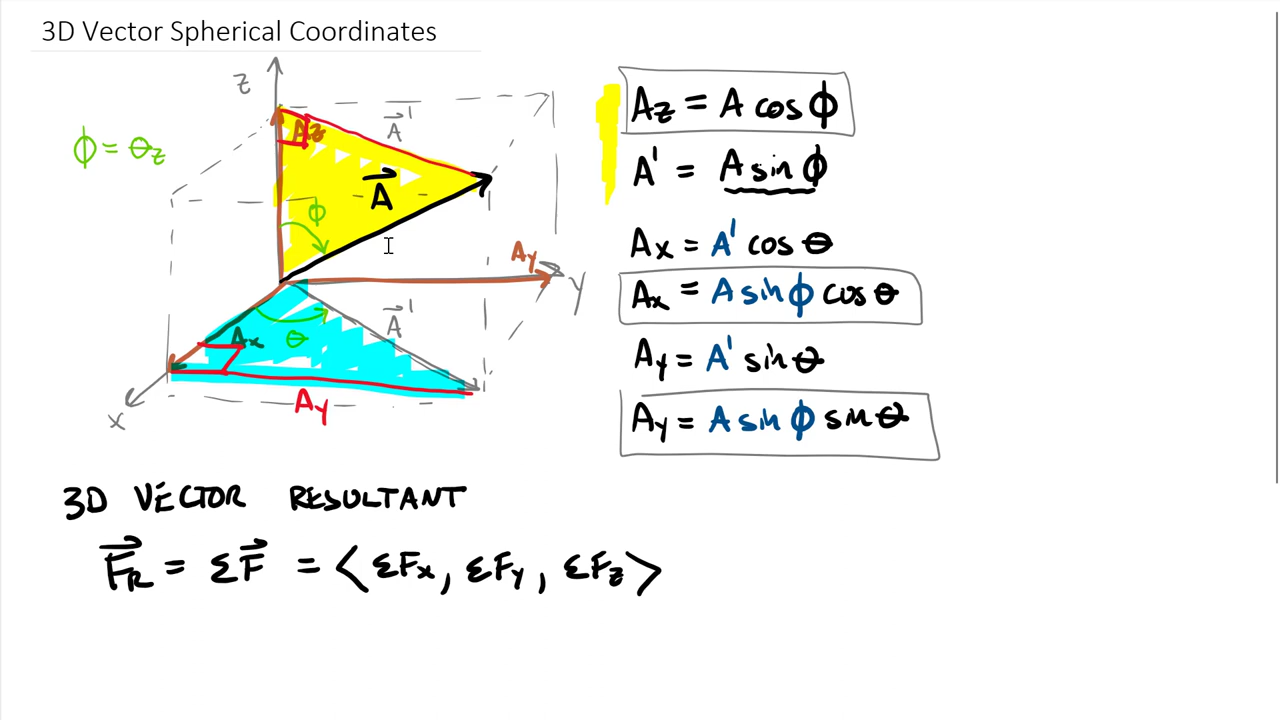 3D Vector Spherical Coordinates
z
ϕ = θz
Az
A⃗'
A⃗
ϕ
Ay
y
A⃗'
Ax
θ
x
Ay
Az = A cos ϕ
A' = A sin ϕ
Ax = A' cos θ
Ax = A sin ϕ cos θ
Ay = A' sin θ
Ay = A sin ϕ sin θ
3D VECTOR RESULTANT
F⃗R = ΣF⃗ = ⟨ΣFx, ΣFy, ΣFz⟩